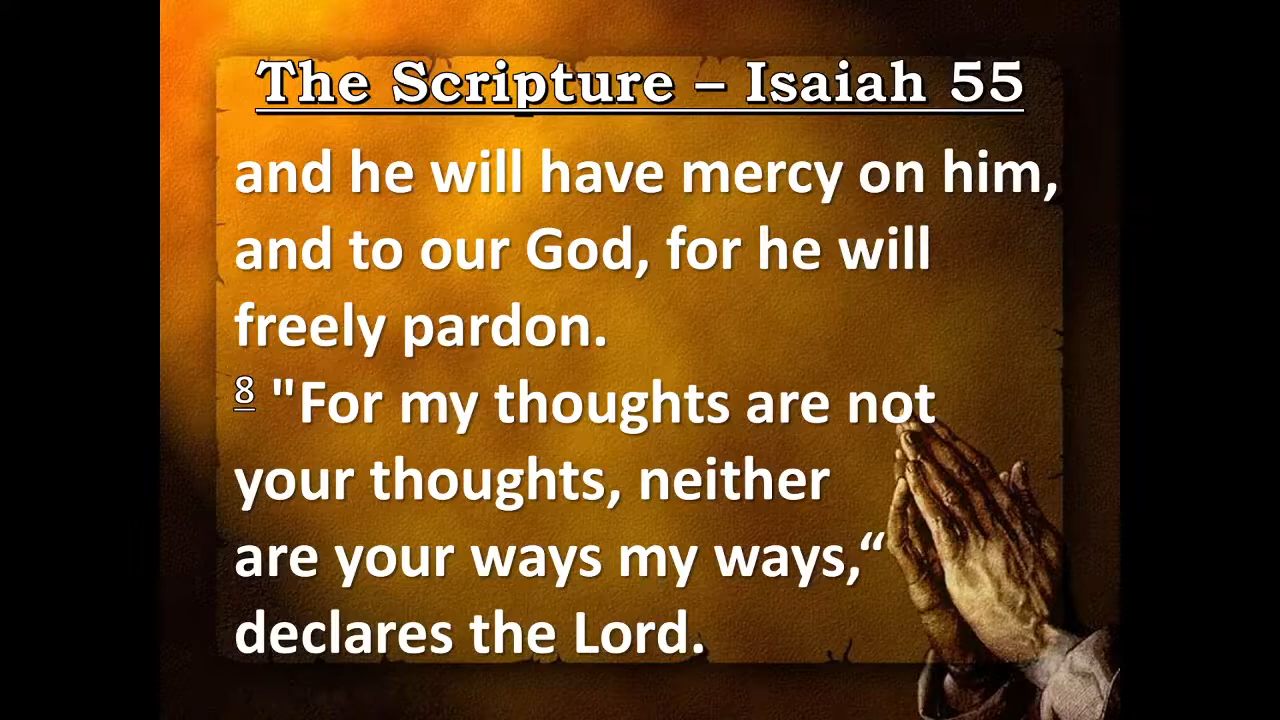 The Scripture – Isaiah 55
and he will have mercy on him,
and to our God, for he will
freely pardon.
8 "For my thoughts are not
your thoughts, neither
are your ways my ways,“
declares the Lord.